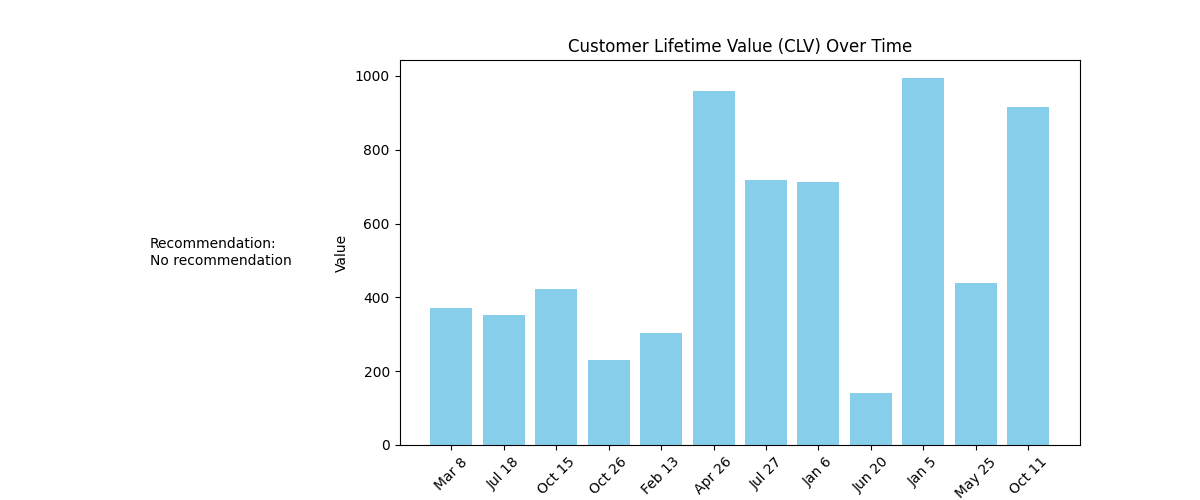 Customer Lifetime Value (CLV) Over Time
Recommendation:
No recommendation
Value
1000
800
600
400
200
0
Mar 8
Jul 18
Oct 15
Oct 26
Feb 13
Apr 26
Jul 27
Jan 6
Jun 20
Jan 5
May 25
Oct 11